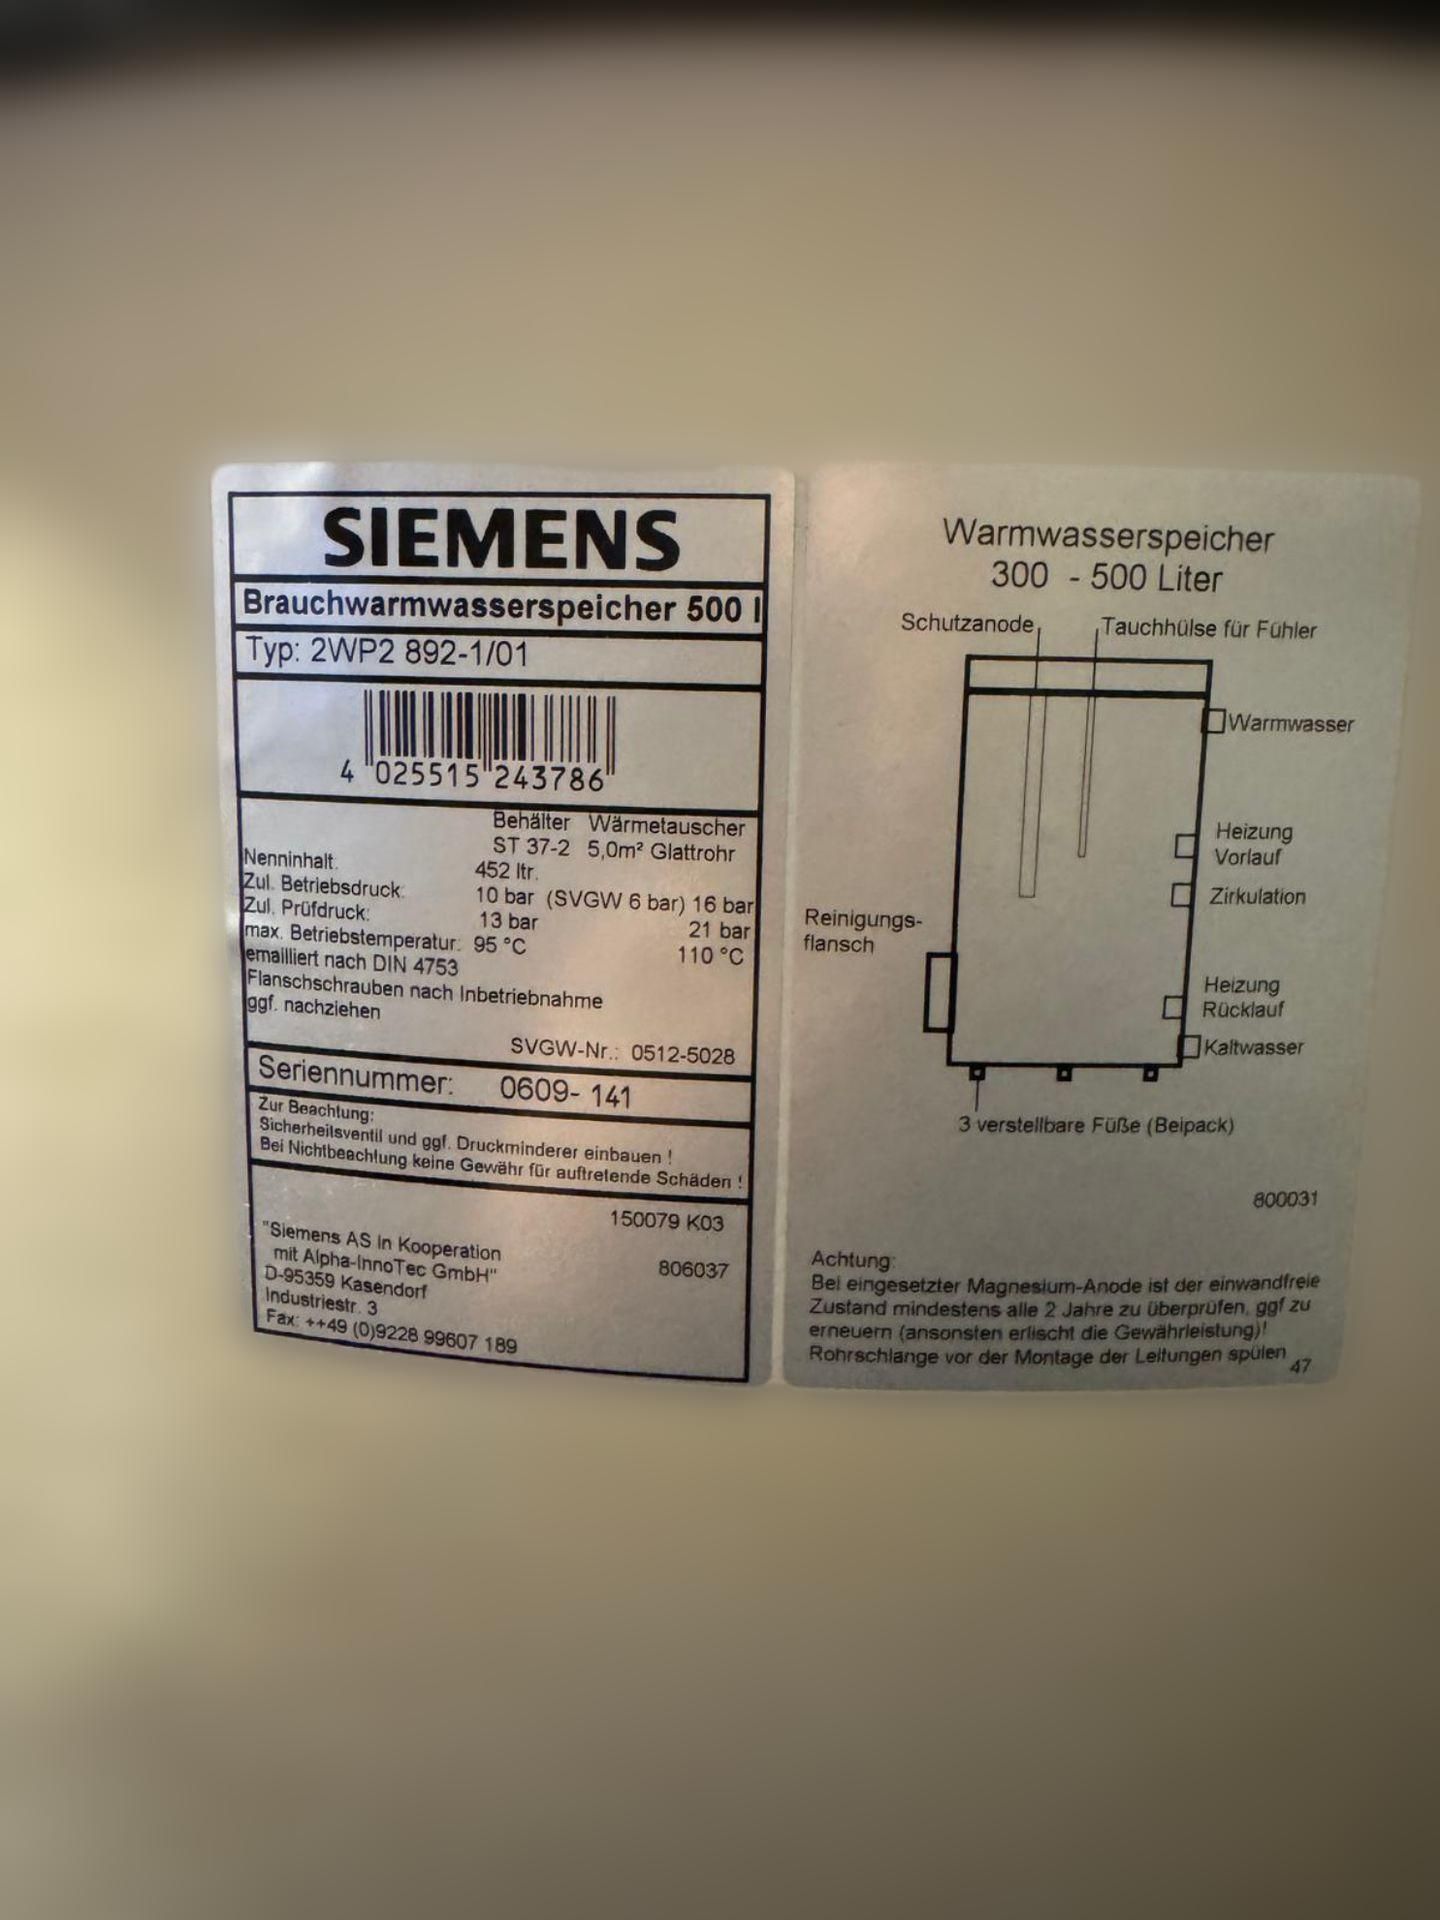 SIEMENS
Brauchwarmwasserspeicher 500 l
Typ: 2WP2 892-1/01
4 025515 243786
Behälter Wärmetauscher
ST 37-2 5,0m² Glattrohr
Nenninhalt: 452 ltr.
Zul. Betriebsdruck: 10 bar (SVGW 6 bar) 16 bar
Zul. Prüfdruck: 13 bar 21 bar
max. Betriebstemperatur: 95 °C 110 °C
emailliert nach DIN 4753
Flanschschrauben nach Inbetriebnahme
ggf. nachziehen
SVGW-Nr.: 0512-5028
Seriennummer: 0609- 141
Zur Beachtung:
Sicherheitsventil und ggf. Druckminderer einbauen !
Bei Nichtbeachtung keine Gewähr für auftretende Schäden !
150079 K03
"Siemens AS in Kooperation
mit Alpha-InnoTec GmbH"
806037
D-95359 Kasendorf
Industriestr. 3
Fax: ++49 (0)9228 99607 189
Warmwasserspeicher
300 - 500 Liter
Schutzanode
Tauchhülse für Fühler
Warmwasser
Heizung
Vorlauf
Zirkulation
Reinigungs-
flansch
Heizung
Rücklauf
Kaltwasser
3 verstellbare Füße (Beipack)
800031
Achtung:
Bei eingesetzter Magnesium-Anode ist der einwandfreie
Zustand mindestens alle 2 Jahre zu überprüfen, ggf zu
erneuern (ansonsten erlischt die Gewährleistung)!
Rohrschlange vor der Montage der Leitungen spülen
47